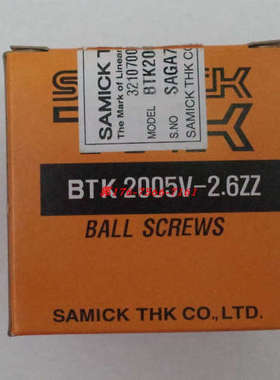 SAMICK THK
The Mark of Linear
3210700
MODEL BTK20
S.NO SAGA7
SAMICK THK CO
BTK 2005V-2.6ZZ
BALL SCREWS
SAMICK THK CO., LTD.